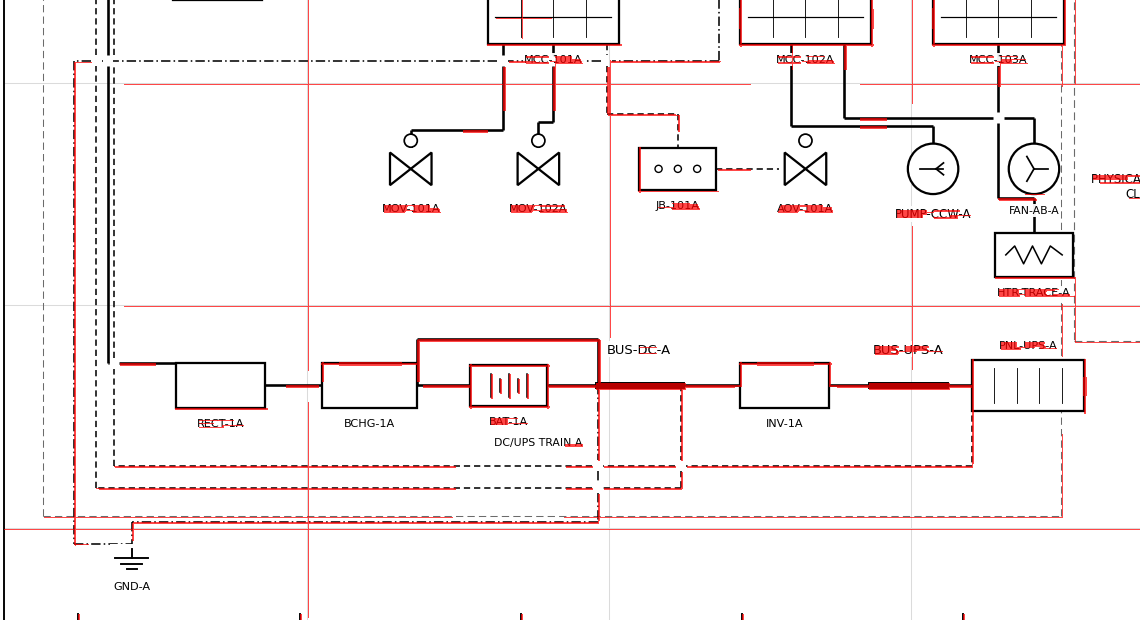 MCC-101A MCC-102A MCC-103A
MOV-101A MOV-102A JB-101A AOV-101A PUMP-CCW-A FAN-AB-A
PHYSICA
CL
HTR-TRACE-A
BUS-DC-A BUS-UPS-A PNL-UPS-A
RECT-1A BCHG-1A BAT-1A INV-1A
DC/UPS TRAIN A
GND-A